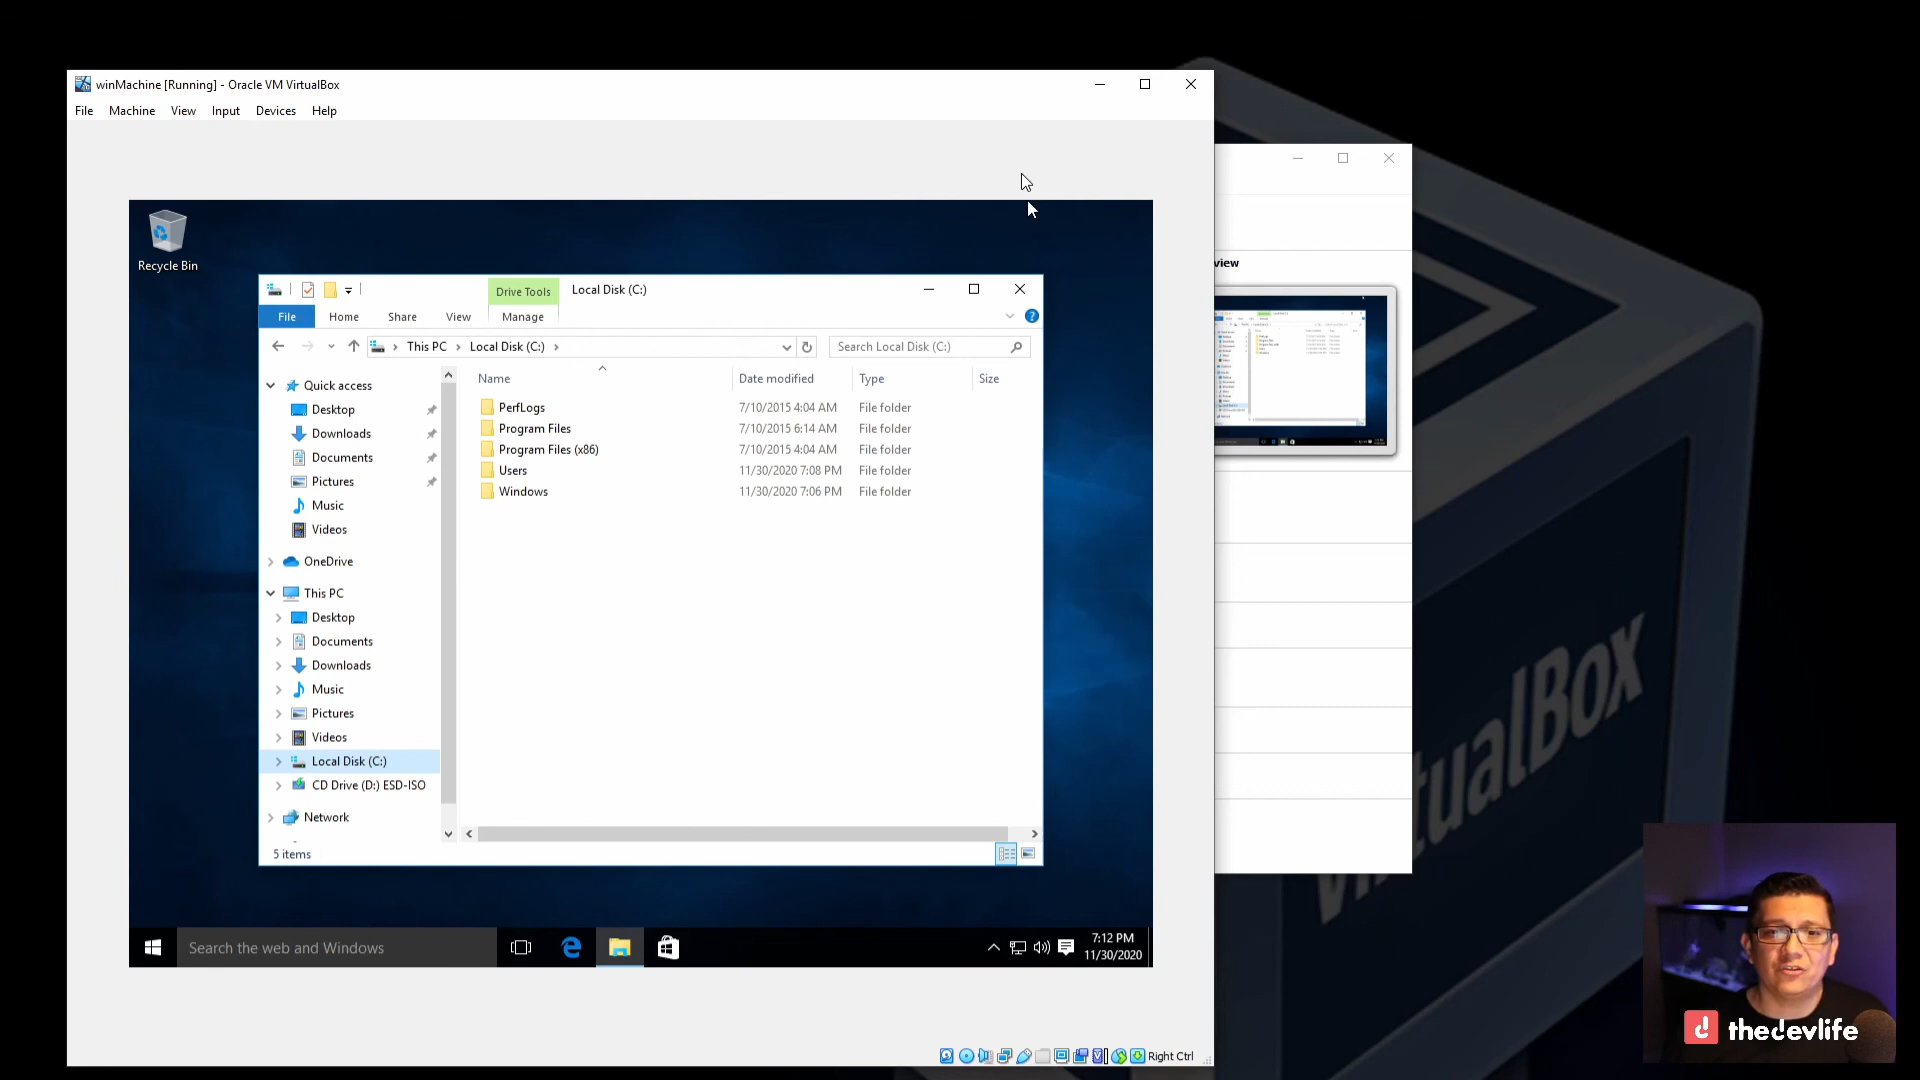 winMachine [Running] - Oracle VM VirtualBox
File Machine View Input Devices Help
Recycle Bin
Drive Tools
Local Disk (C:)
File Home Share View Manage
This PC
Local Disk (C:)
Search Local Disk (C:)
Name Date modified Type Size
PerfLogs 7/10/2015 4:04 AM File folder
Program Files 7/10/2015 6:14 AM File folder
Program Files (x86) 7/10/2015 4:04 AM File folder
Users 11/30/2020 7:08 PM File folder
Windows 11/30/2020 7:06 PM File folder
Quick access
Desktop
Downloads
Documents
Pictures
Music
Videos
OneDrive
This PC
Desktop
Documents
Downloads
Music
Pictures
Videos
Local Disk (C:)
CD Drive (D:) ESD-ISO
Network
5 items
Search the web and Windows
7:12 PM
11/30/2020
Right Ctrl
view
VirtualBox
thedevlife